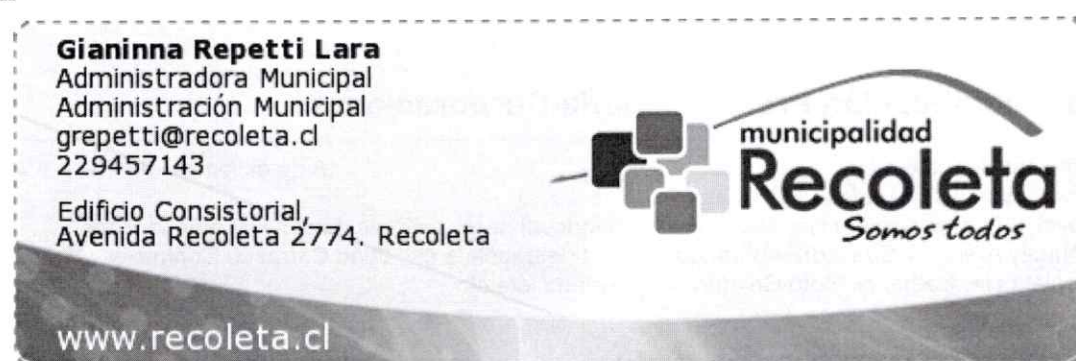 Gianinna Repetti Lara
Administradora Municipal
Administración Municipal
grepetti@recoleta.cl
229457143
Edificio Consistorial,
Avenida Recoleta 2774. Recoleta
municipalidad
Recoleta
Somos todos
www.recoleta.cl